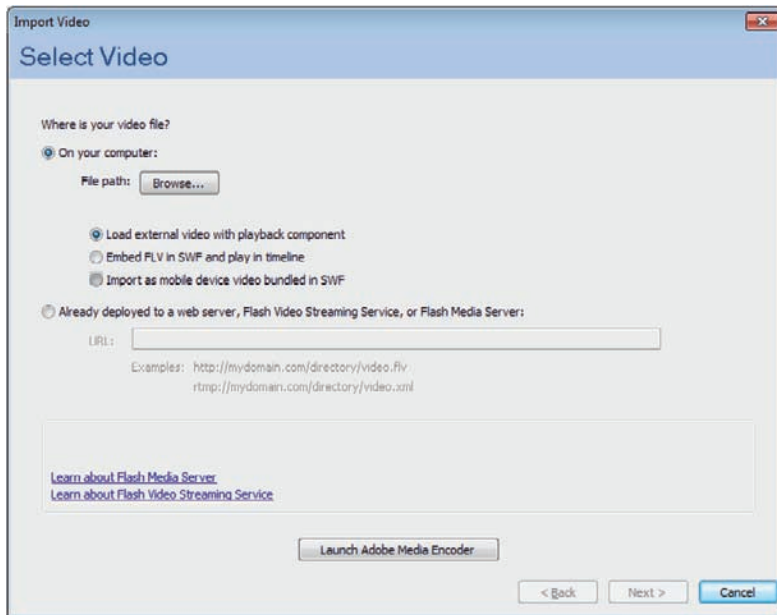 Import Video
Select Video
Where is your video file?
On your computer:
File path: Browse...
Load external video with playback component
Embed FLV in SWF and play in timeline
Import as mobile device video bundled in SWF
Already deployed to a web server, Flash Video Streaming Service, or Flash Media Server:
URL:
Examples: http://mydomain.com/directory/video.flv
rtmp://mydomain.com/directory/video.xml
Learn about Flash Media Server
Learn about Flash Video Streaming Service
Launch Adobe Media Encoder
< Back Next > Cancel